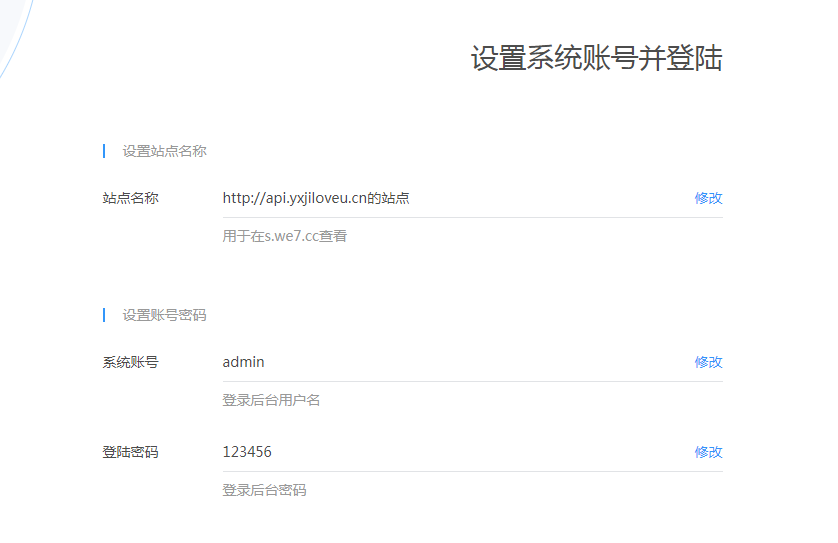 设置系统账号并登陆
设置站点名称
站点名称 http://api.yxjiloveu.cn的站点 修改
用于在s.we7.cc查看
设置账号密码
系统账号 admin 修改
登录后台用户名
登陆密码 123456 修改
登录后台密码